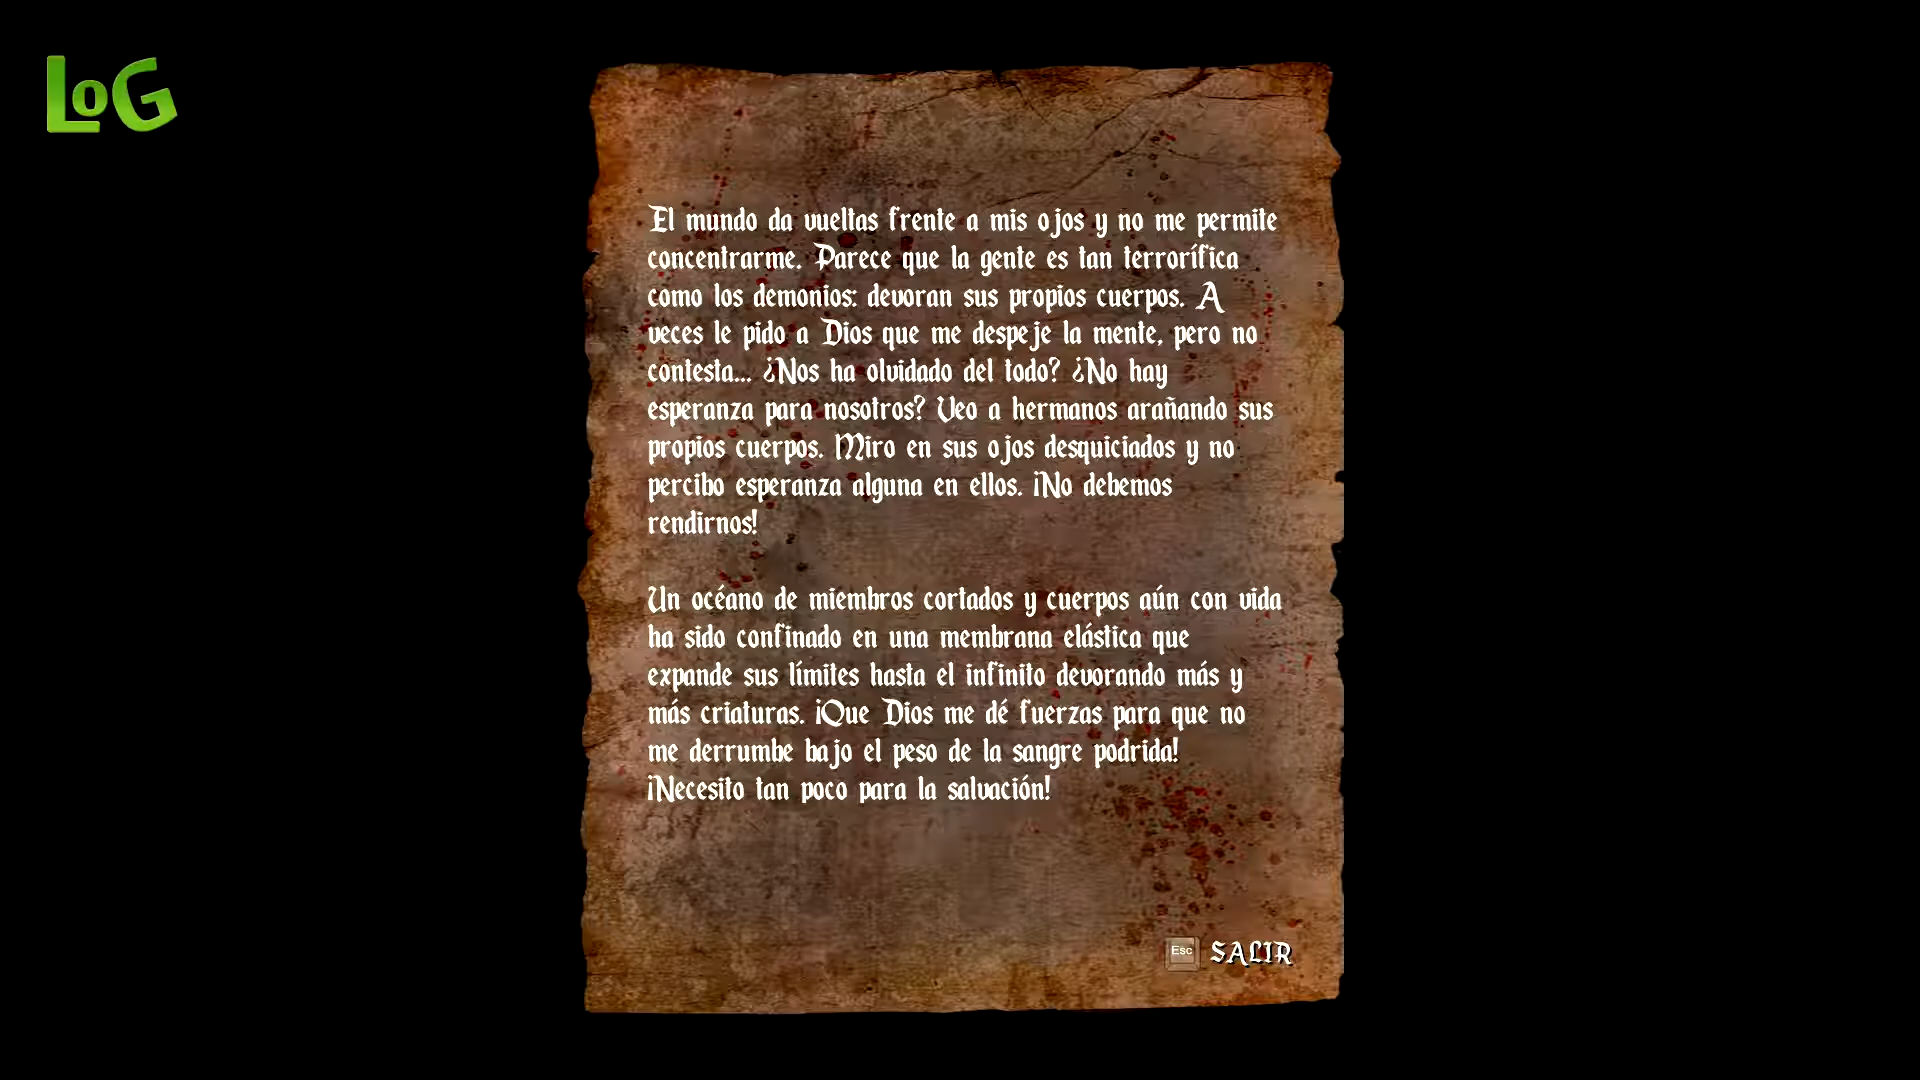 LoG
El mundo da vueltas frente a mis ojos y no me permite
concentrarme. Parece que la gente es tan terrorífica
como los demonios: devoran sus propios cuerpos. A
veces le pido a Dios que me despeje la mente, pero no
contesta... ¿Nos ha olvidado del todo? ¿No hay
esperanza para nosotros? Veo a hermanos arañando sus
propios cuerpos. Miro en sus ojos desquiciados y no
percibo esperanza alguna en ellos. ¡No debemos
rendirnos!
Un océano de miembros cortados y cuerpos aún con vida
ha sido confinado en una membrana elástica que
expande sus límites hasta el infinito devorando más y
más criaturas. ¡Que Dios me dé fuerzas para que no
me derrumbe bajo el peso de la sangre podrida!
¡Necesito tan poco para la salvación!
Esc SALIR